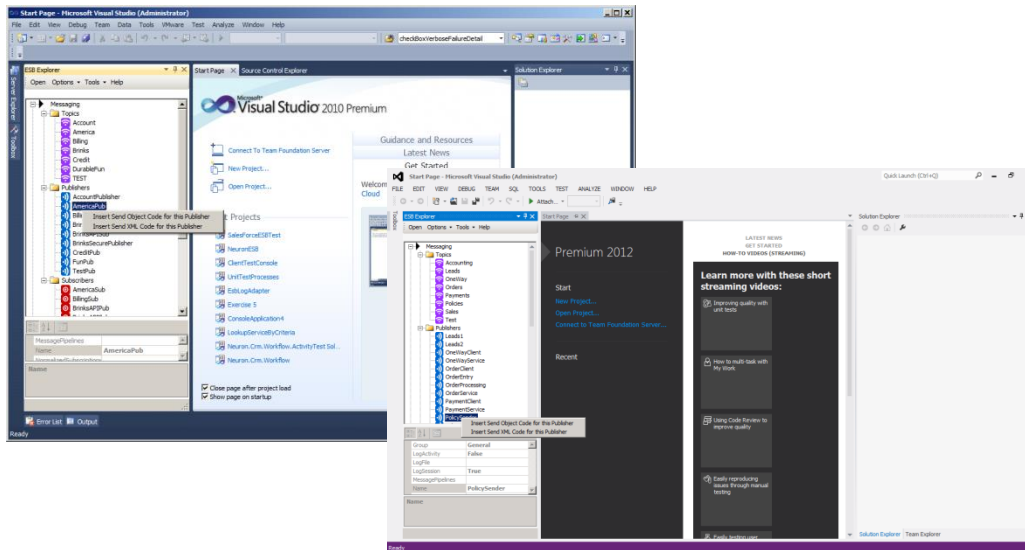 Start Page - Microsoft Visual Studio (Administrator)
File Edit View Debug Team Data Tools VMware Test Analyze Window Help
checkBoxVerboseFailureDetail
Server Explorer
Toolbox
ESB Explorer
Open Options Tools Help
Messaging
Topics
Account
America
Billing
Brinks
Credit
DurableFun
TEST
Publishers
AccountPublisher
AmericaPub
Insert Send Object Code for this Publisher
Insert Send XML Code for this Publisher
BrinksSecurePublisher
CreditPub
FunPub
TestPub
Subscribers
AmericaSub
BillingSub
BrinksAPISub
MessagePipelines
Name AmericaPub
Name
Start Page Source Control Explorer
Microsoft
Visual Studio 2010 Premium
Connect To Team Foundation Server
New Project...
Open Project...
Projects
SalesForceESBTest
NeuronESB
ClientTestConsole
UnitTestProcesses
EsbLogAdapter
Exercise 5
ConsoleApplication4
LookupServiceByCriteria
Neuron.Crm.Workflow.ActivityTest Sol...
Neuron.Crm.Workflow
Close page after project load
Show page on startup
Guidance and Resources
Latest News
Get Started
Cloud
Solution Explorer
Error List Output
Ready
Start Page - Microsoft Visual Studio (Administrator)
Quick Launch (Ctrl+Q)
FILE EDIT VIEW DEBUG TEAM SQL TOOLS TEST ANALYZE WINDOW HELP
Attach...
ESB Explorer
Open Options Tools Help
Messaging
Topics
Accounting
Leads
OneWay
Orders
Payments
Policies
Sales
Test
Publishers
Leads1
Leads2
OneWayClient
OneWayService
OrderClient
OrderEntry
OrderProcessing
OrderService
PaymentClient
PaymentService
PolicySender
Insert Send Object Code for this Publisher
Insert Send XML Code for this Publisher
Group General
LogActivity False
LogFile
LogSession True
MessagePipelines
Name PolicySender
Name
Start Page
Premium 2012
Start
New Project...
Open Project...
Connect to Team Foundation Server...
Recent
LATEST NEWS
GET STARTED
HOW-TO VIDEOS (STREAMING)
Learn more with these short
streaming videos:
Improving quality with
unit tests
How to multi-task with
My Work
Using Code Review to
improve quality
Easily reproducing
issues through manual
testing
Solution Explorer
Solution Explorer Team Explorer
Ready